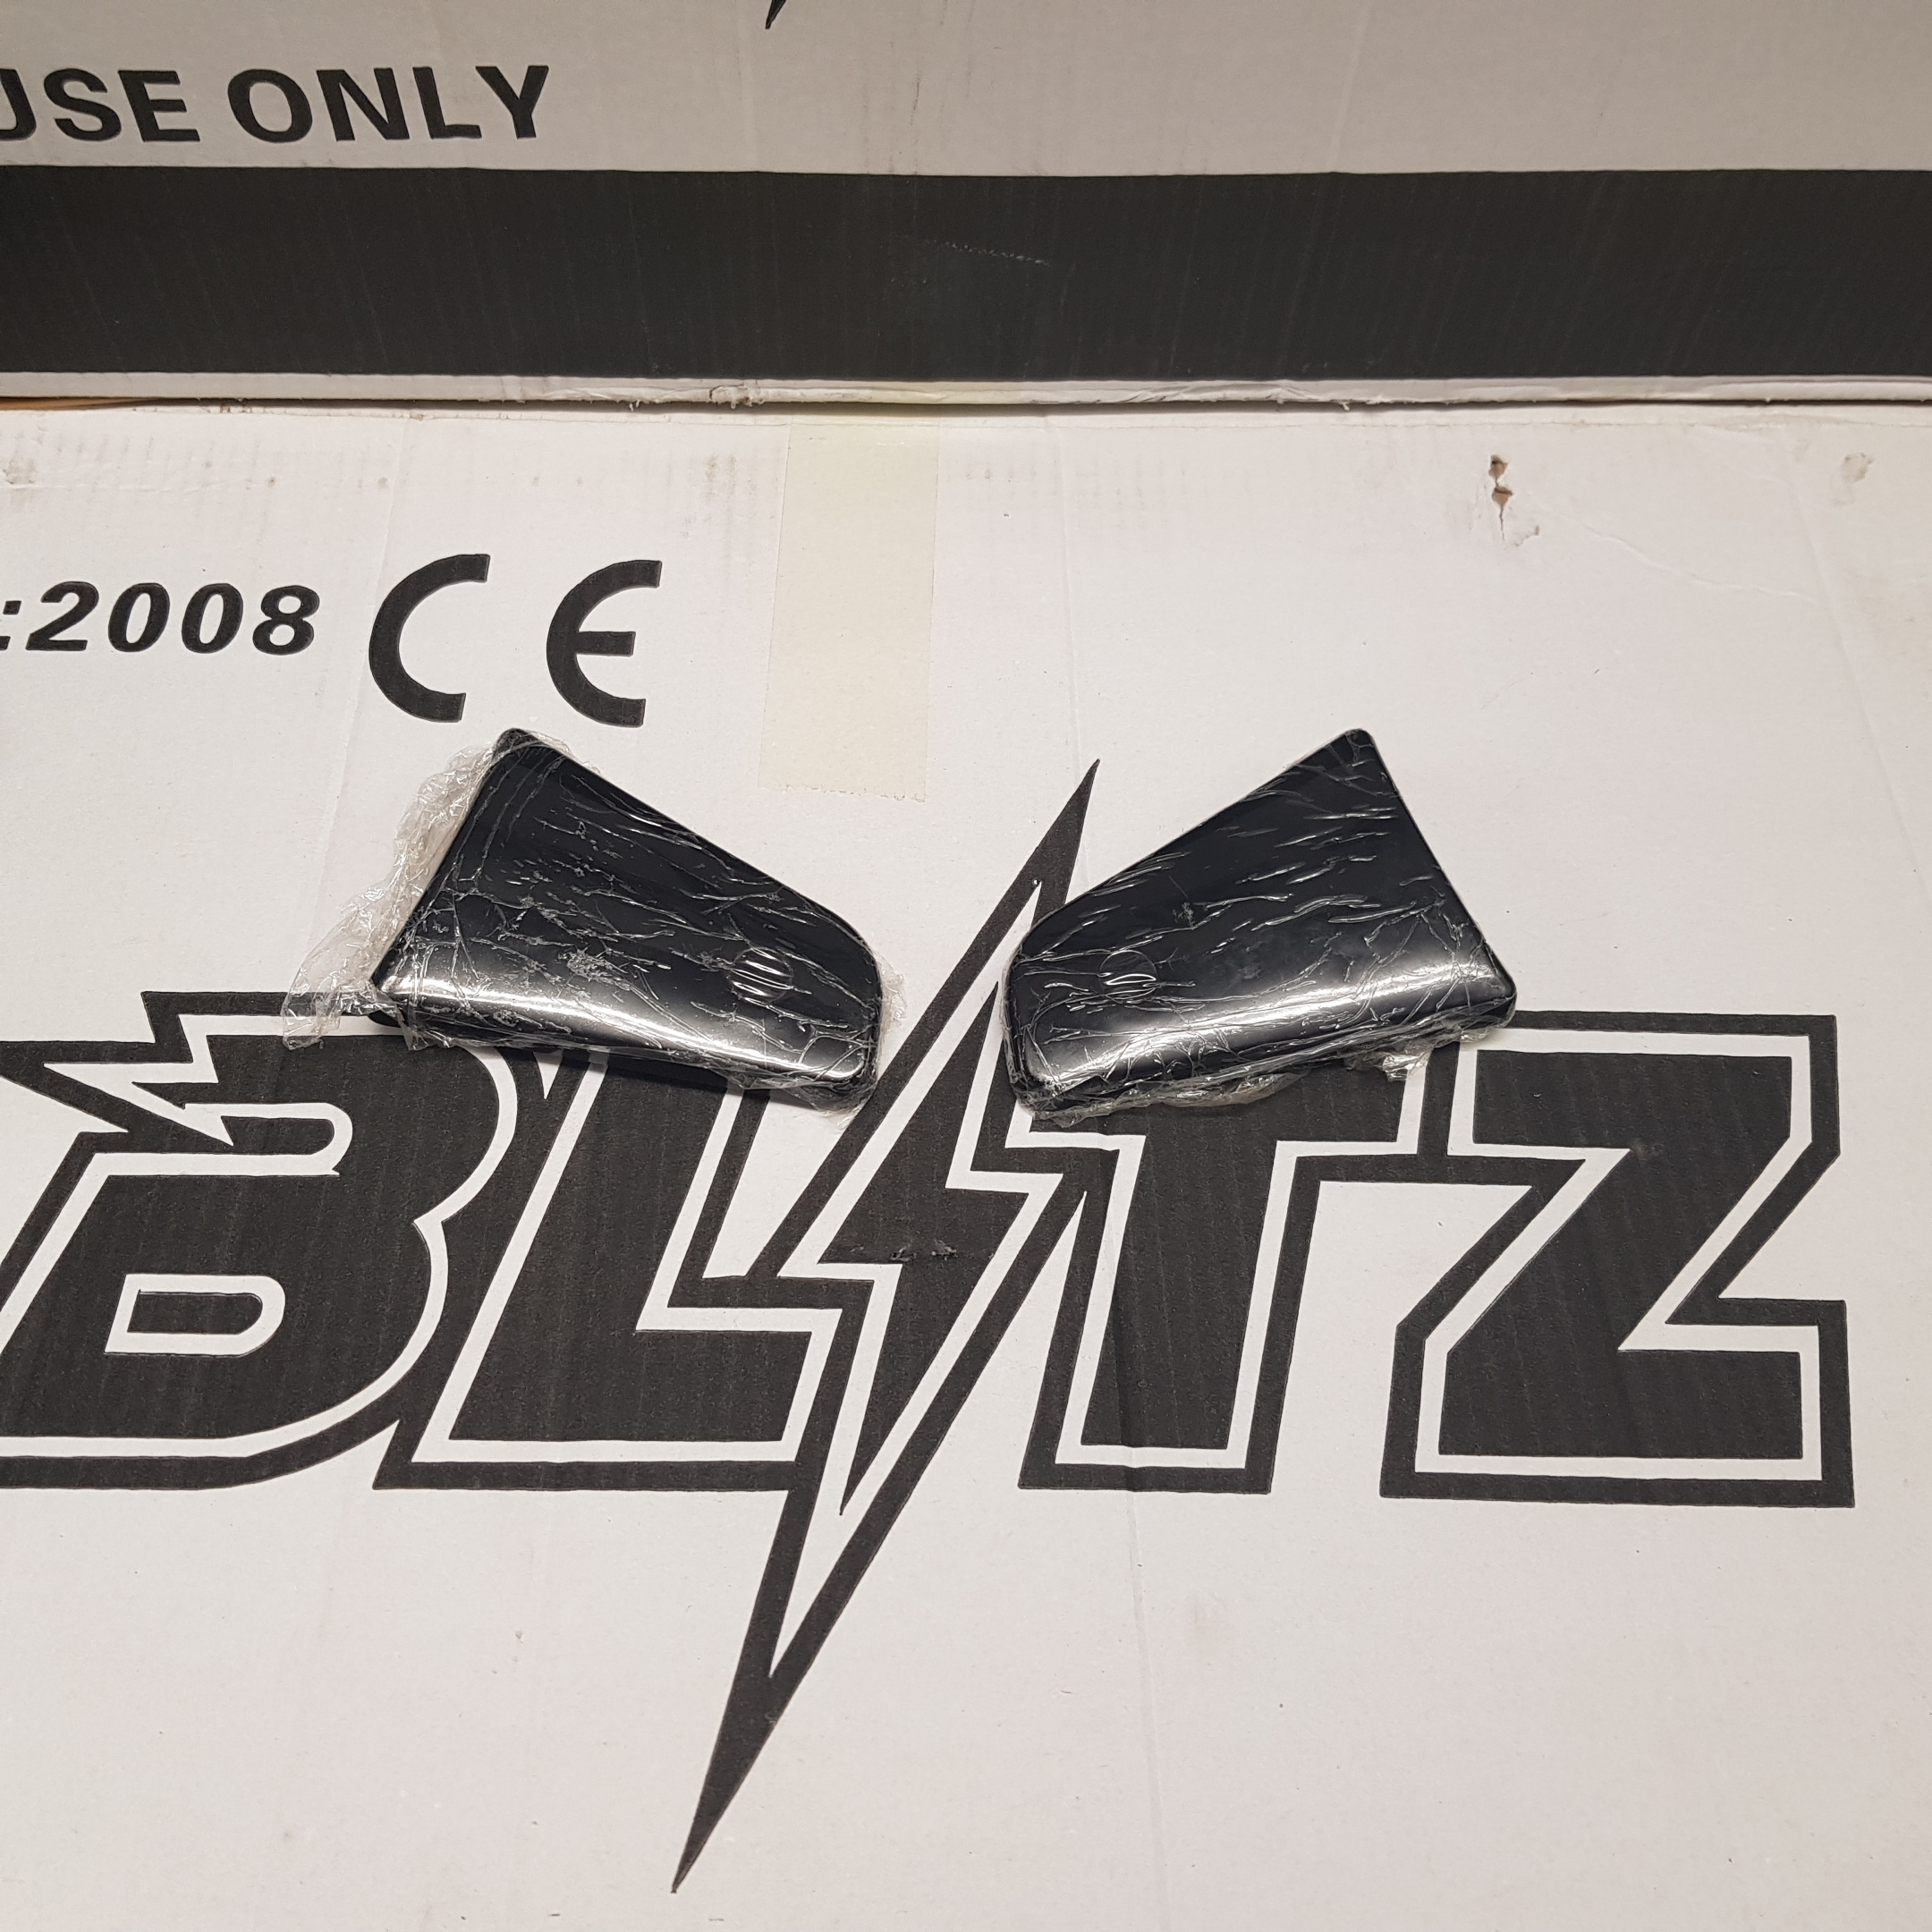 USE ONLY
:2008 CE
BLITZ